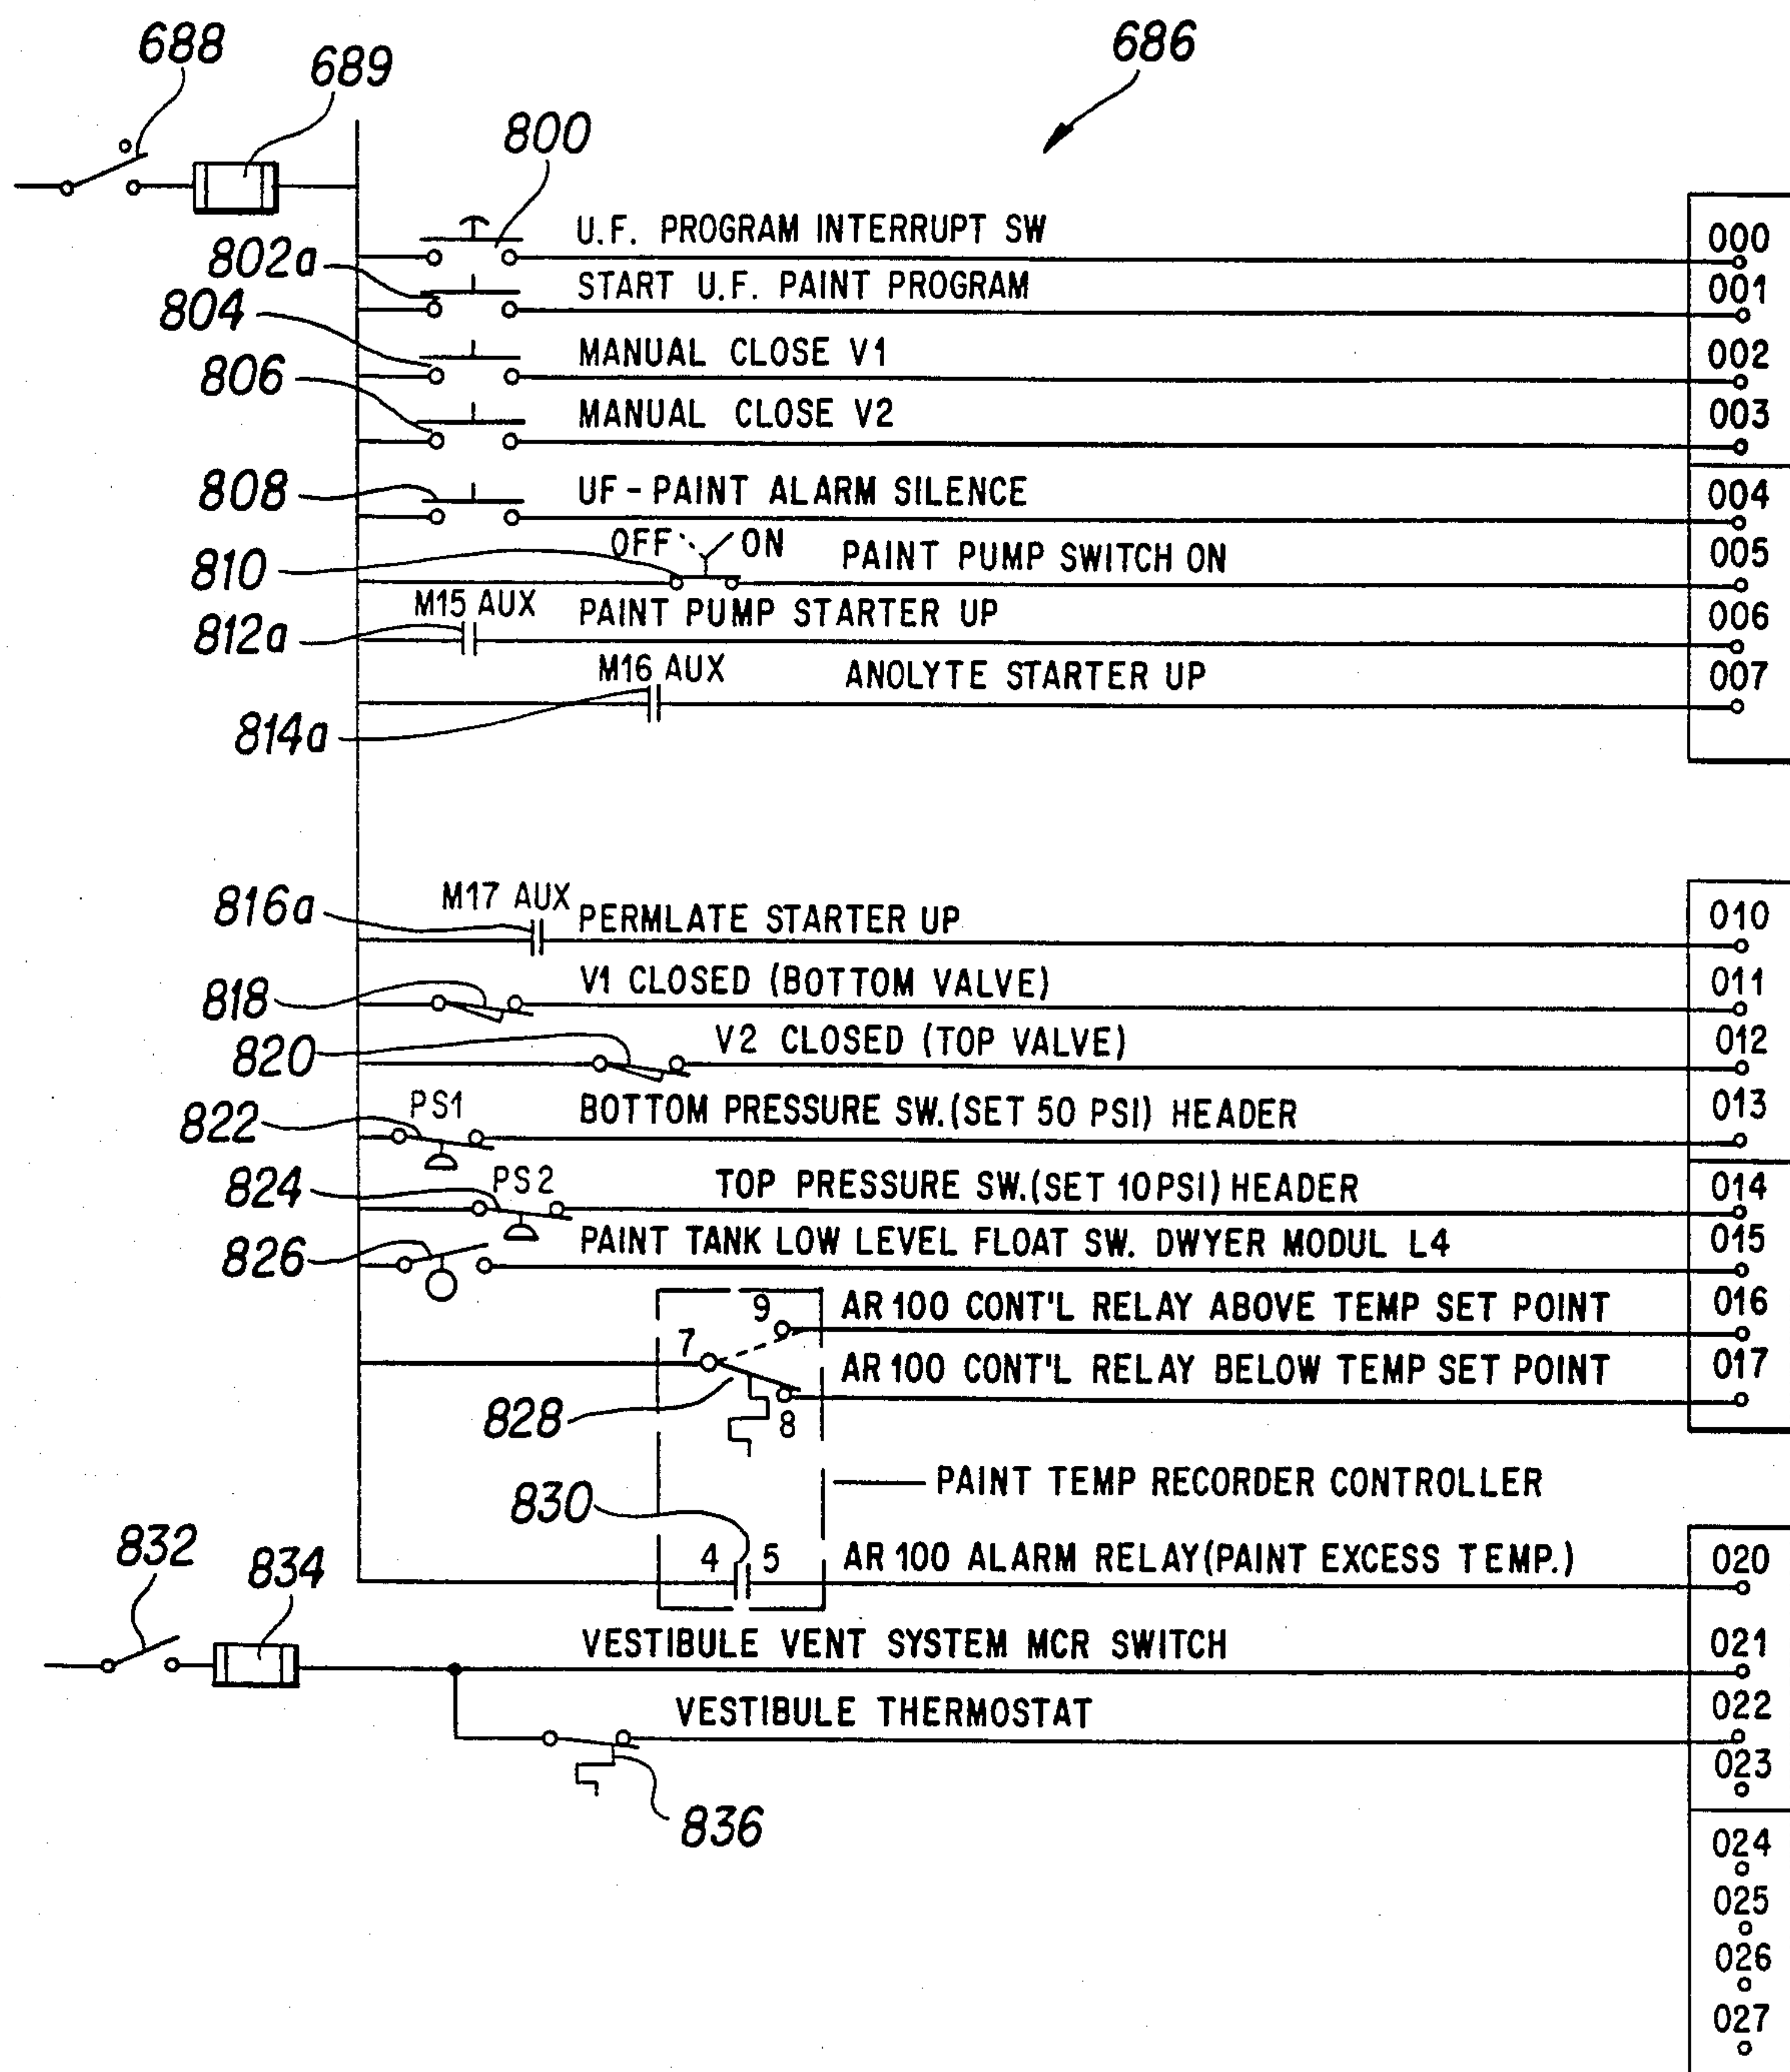 688
689
686
800
U.F. PROGRAM INTERRUPT SW
000
802a
START U.F. PAINT PROGRAM
001
804
MANUAL CLOSE V1
002
806
MANUAL CLOSE V2
003
808
UF-PAINT ALARM SILENCE
004
810
OFF ON PAINT PUMP SWITCH ON
005
812a
M15 AUX PAINT PUMP STARTER UP
006
814a
M16 AUX ANOLYTE STARTER UP
007
816a
M17 AUX PERMLATE STARTER UP
010
818
V1 CLOSED (BOTTOM VALVE)
011
820
V2 CLOSED (TOP VALVE)
012
822
PS1 BOTTOM PRESSURE SW.(SET 50 PSI) HEADER
013
824
PS2 TOP PRESSURE SW.(SET 10PSI) HEADER
014
826
PAINT TANK LOW LEVEL FLOAT SW. DWYER MODUL L4
015
9 AR 100 CONT'L RELAY ABOVE TEMP SET POINT
016
7
AR 100 CONT'L RELAY BELOW TEMP SET POINT
017
828
8
PAINT TEMP RECORDER CONTROLLER
830
4 5 AR 100 ALARM RELAY(PAINT EXCESS TEMP.)
020
832
834
VESTIBULE VENT SYSTEM MCR SWITCH
021
VESTIBULE THERMOSTAT
022
023
836
024
025
026
027